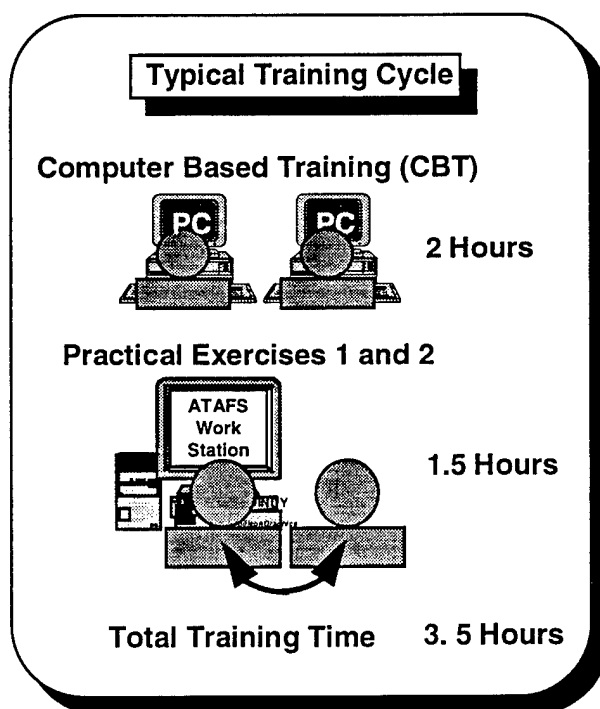 Typical Training Cycle
Computer Based Training (CBT)
PC PC
2 Hours
Practical Exercises 1 and 2
ATAFS
Work
Station
1.5 Hours
Total Training Time 3. 5 Hours